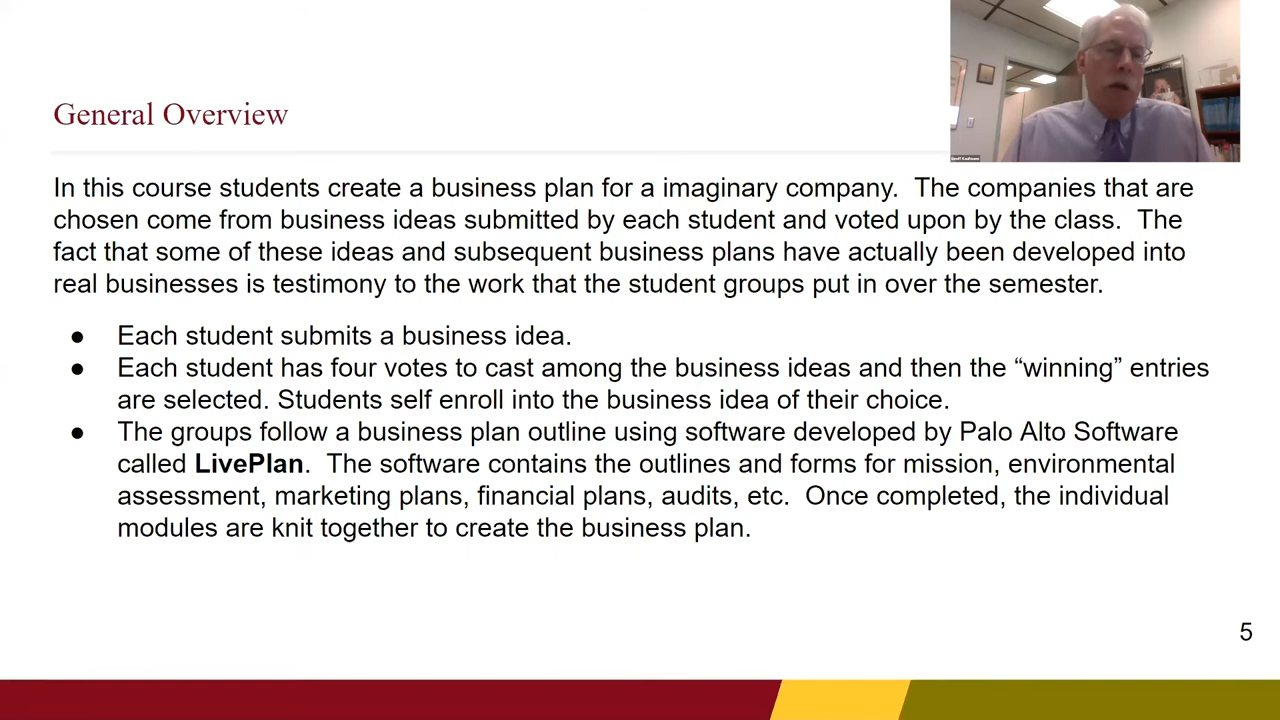 General Overview
In this course students create a business plan for a imaginary company.  The companies that are
chosen come from business ideas submitted by each student and voted upon by the class.  The
fact that some of these ideas and subsequent business plans have actually been developed into
real businesses is testimony to the work that the student groups put in over the semester.
● Each student submits a business idea.
● Each student has four votes to cast among the business ideas and then the “winning” entries
are selected. Students self enroll into the business idea of their choice.
● The groups follow a business plan outline using software developed by Palo Alto Software
called LivePlan.  The software contains the outlines and forms for mission, environmental
assessment, marketing plans, financial plans, audits, etc.  Once completed, the individual
modules are knit together to create the business plan.
5